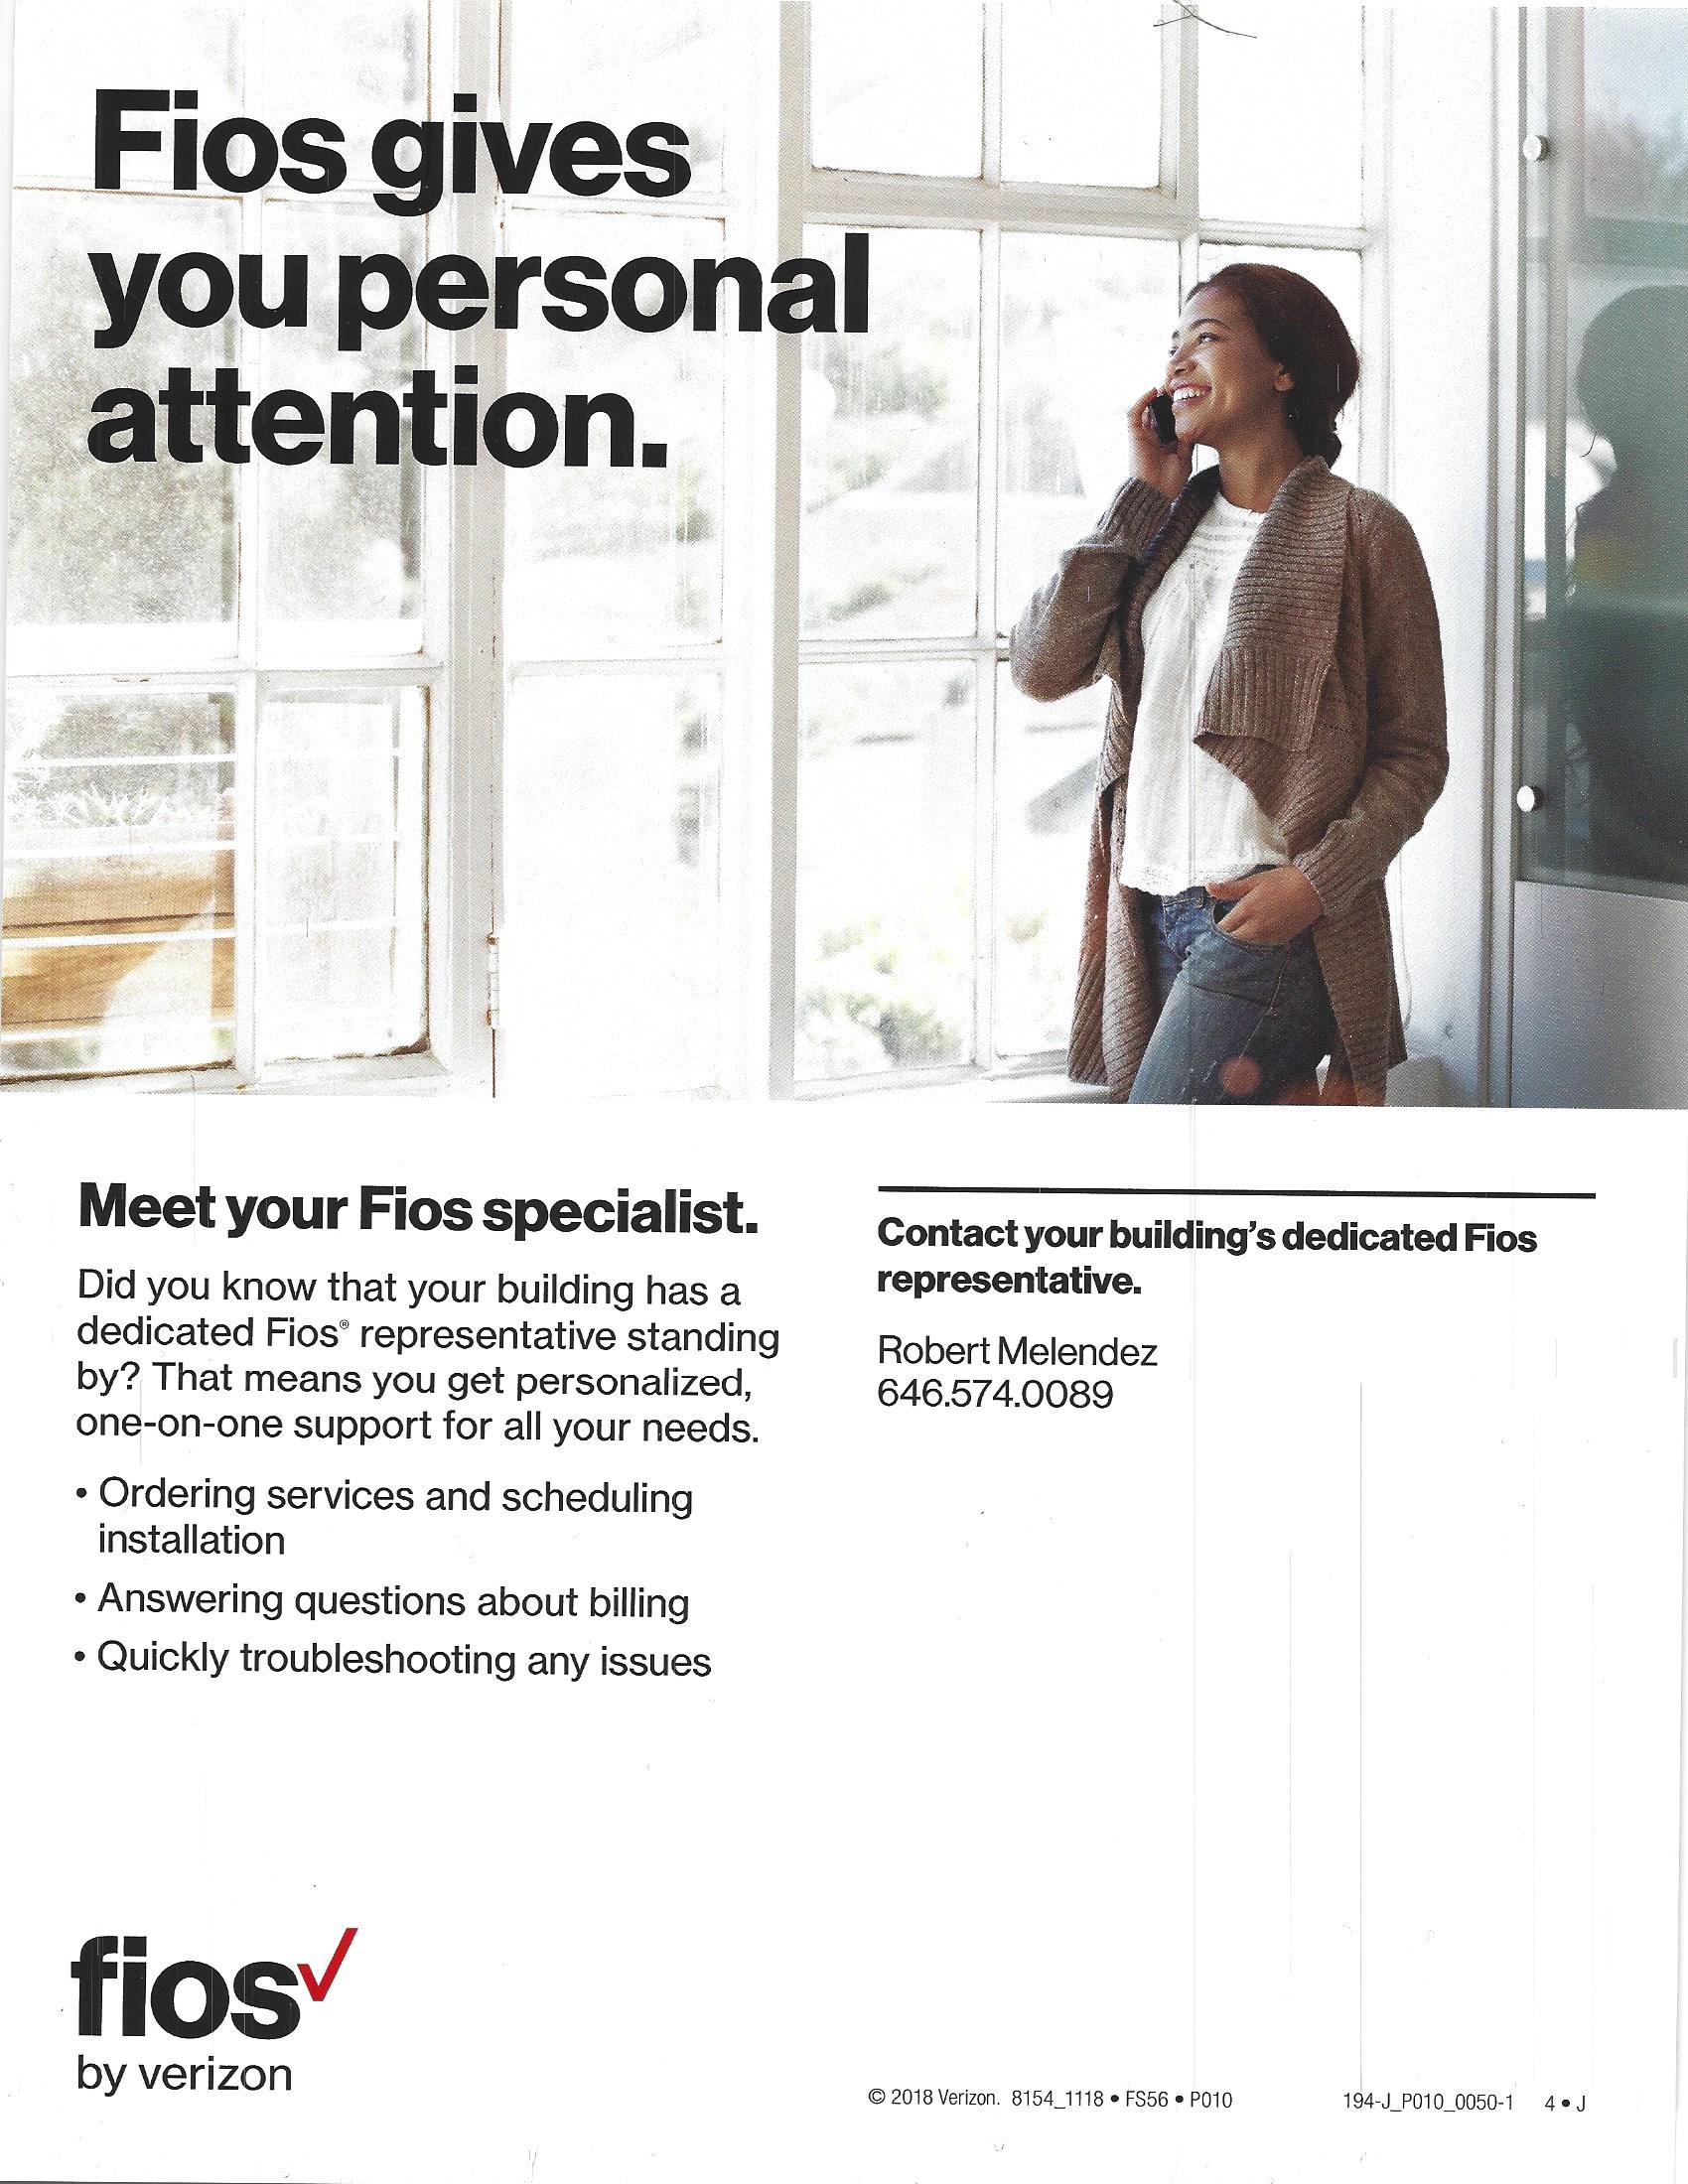 Fios gives
you personal
attention.
Meet your Fios specialist.
Did you know that your building has a
dedicated Fios® representative standing
by? That means you get personalized,
one-on-one support for all your needs.
• Ordering services and scheduling
installation
• Answering questions about billing
• Quickly troubleshooting any issues
Contact your building's dedicated Fios
representative.
Robert Melendez
646.574.0089
fios✓
by verizon
© 2018 Verizon. 8154_1118 • FS56 • P010
194-J_P010_0050-1 4 • J